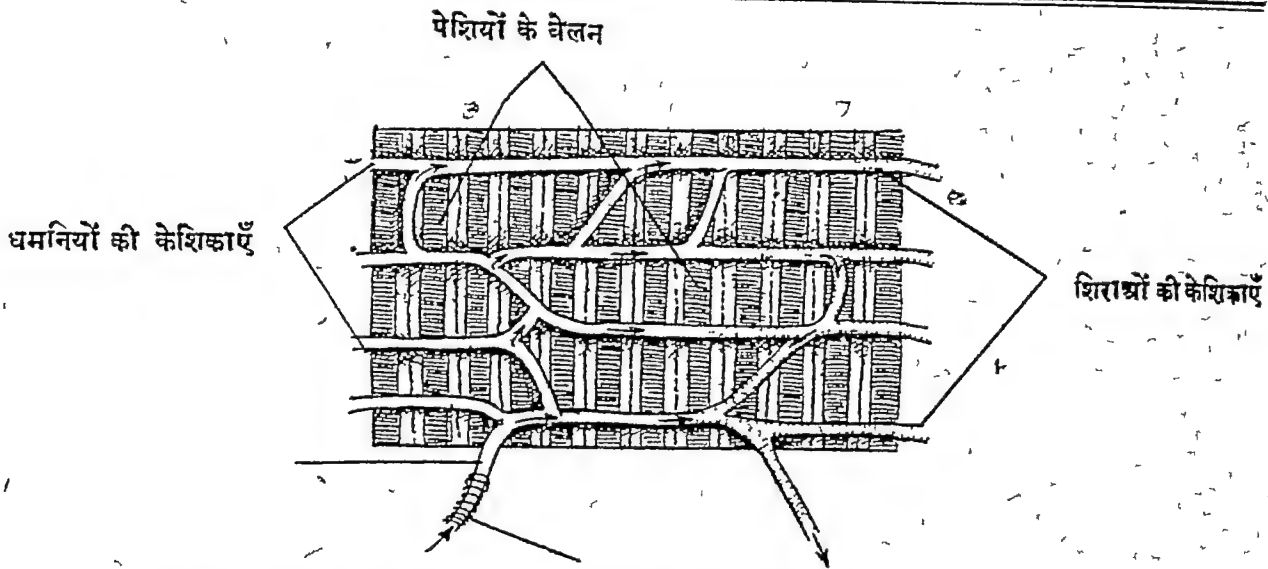 पेशियों के बेलन
धमनियों की केशिकाएँ
शिराओं की केशिकाएँ